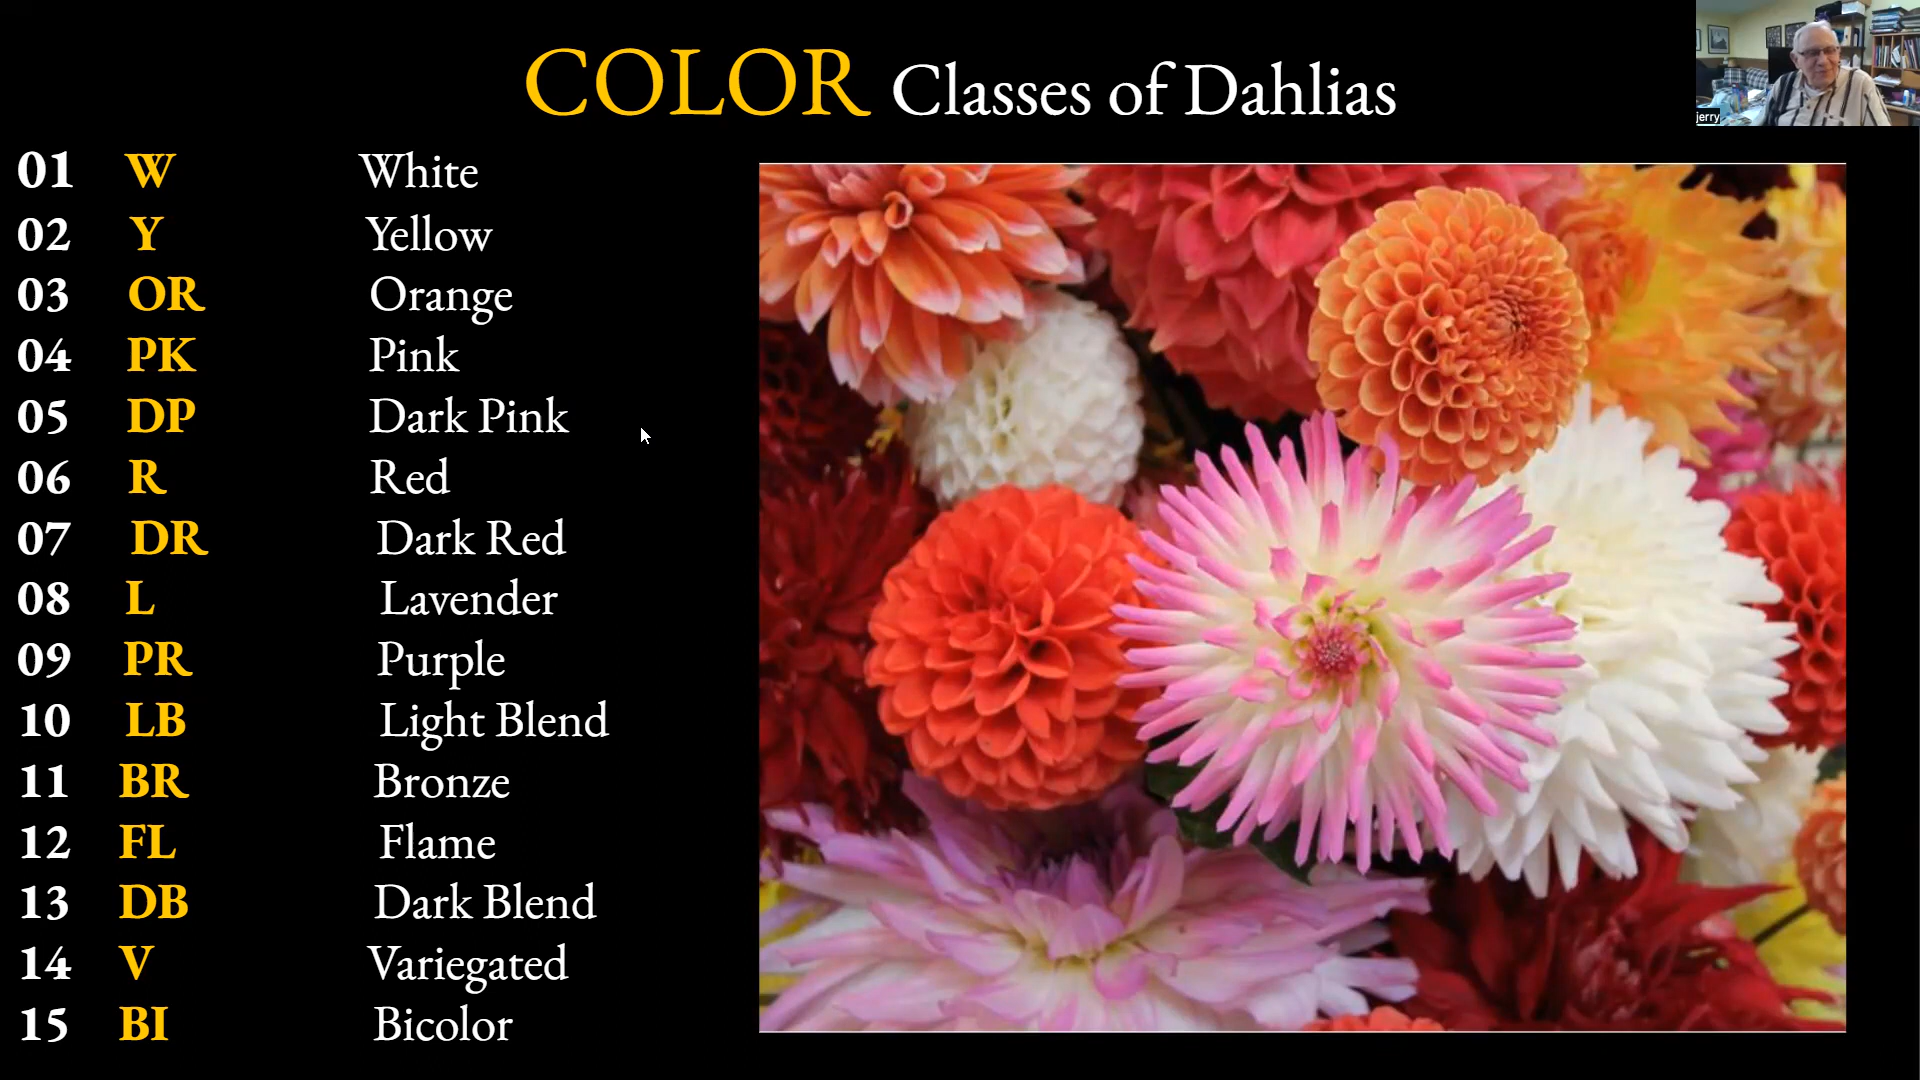 COLOR Classes of Dahlias
jerry
01 W White
02 Y Yellow
03 OR Orange
04 PK Pink
05 DP Dark Pink
06 R Red
07 DR Dark Red
08 L Lavender
09 PR Purple
10 LB Light Blend
11 BR Bronze
12 FL Flame
13 DB Dark Blend
14 V Variegated
15 BI Bicolor